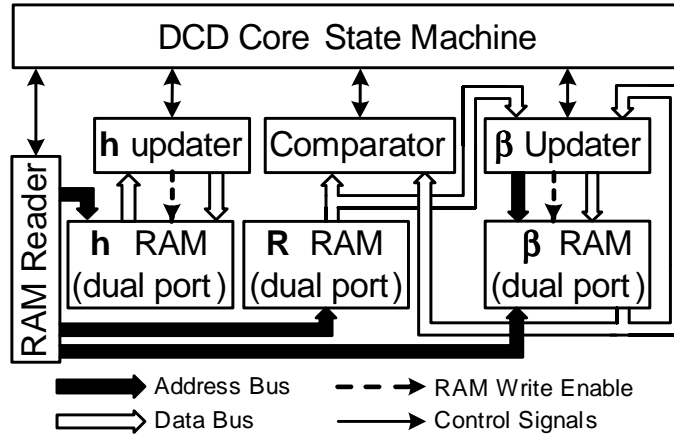 DCD Core State Machine
h updater
Comparator
β Updater
RAM Reader
h RAM
(dual port)
R RAM
(dual port)
β RAM
(dual port)
Address Bus
RAM Write Enable
Data Bus
Control Signals